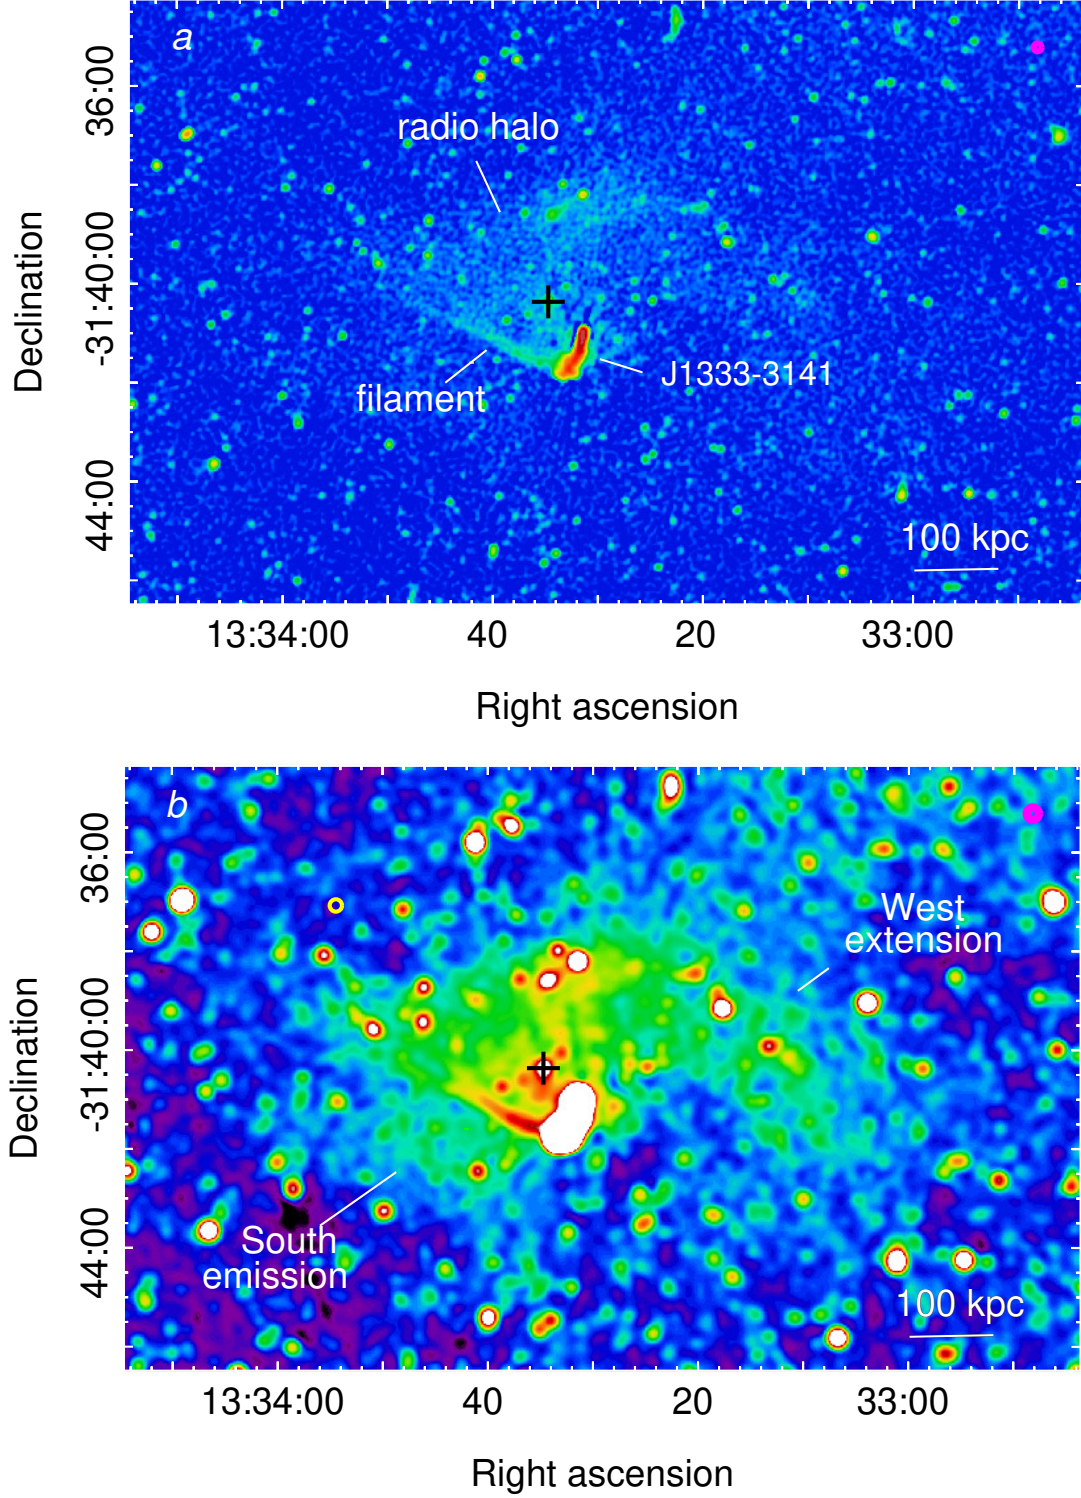 a
radio halo
filament
J1333-3141
100 kpc
36:00
-31:40:00
44:00
Declination
13:34:00 40 20 33:00
Right ascension
b
West
extension
South
emission
100 kpc
36:00
-31:40:00
44:00
Declination
13:34:00 40 20 33:00
Right ascension